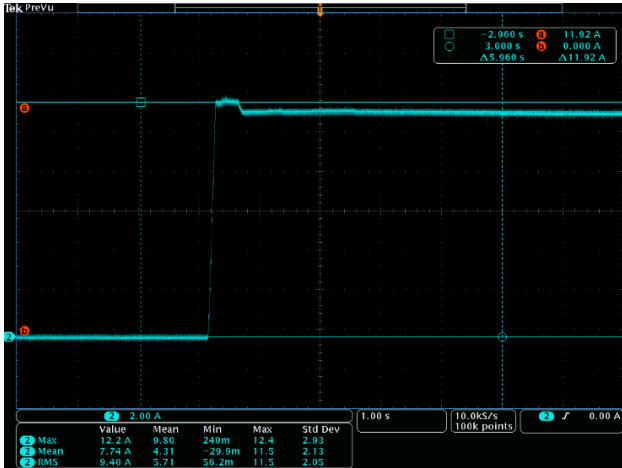 Tek PreVu
T
−2.960 s a 11.92 A
3.000 s b 0.000 A
Δ5.960 s Δ11.92 A
a
b
2
2 2.00 A 1.00 s 10.0kS/s 2 0.00 A
100k points
Value Mean Min Max Std Dev
2 Max 12.2 A 9.80 240m 12.4 2.93
2 Mean 7.74 A 4.31 −29.9m 11.5 2.13
2 RMS 9.40 A 5.71 56.2m 11.5 2.05